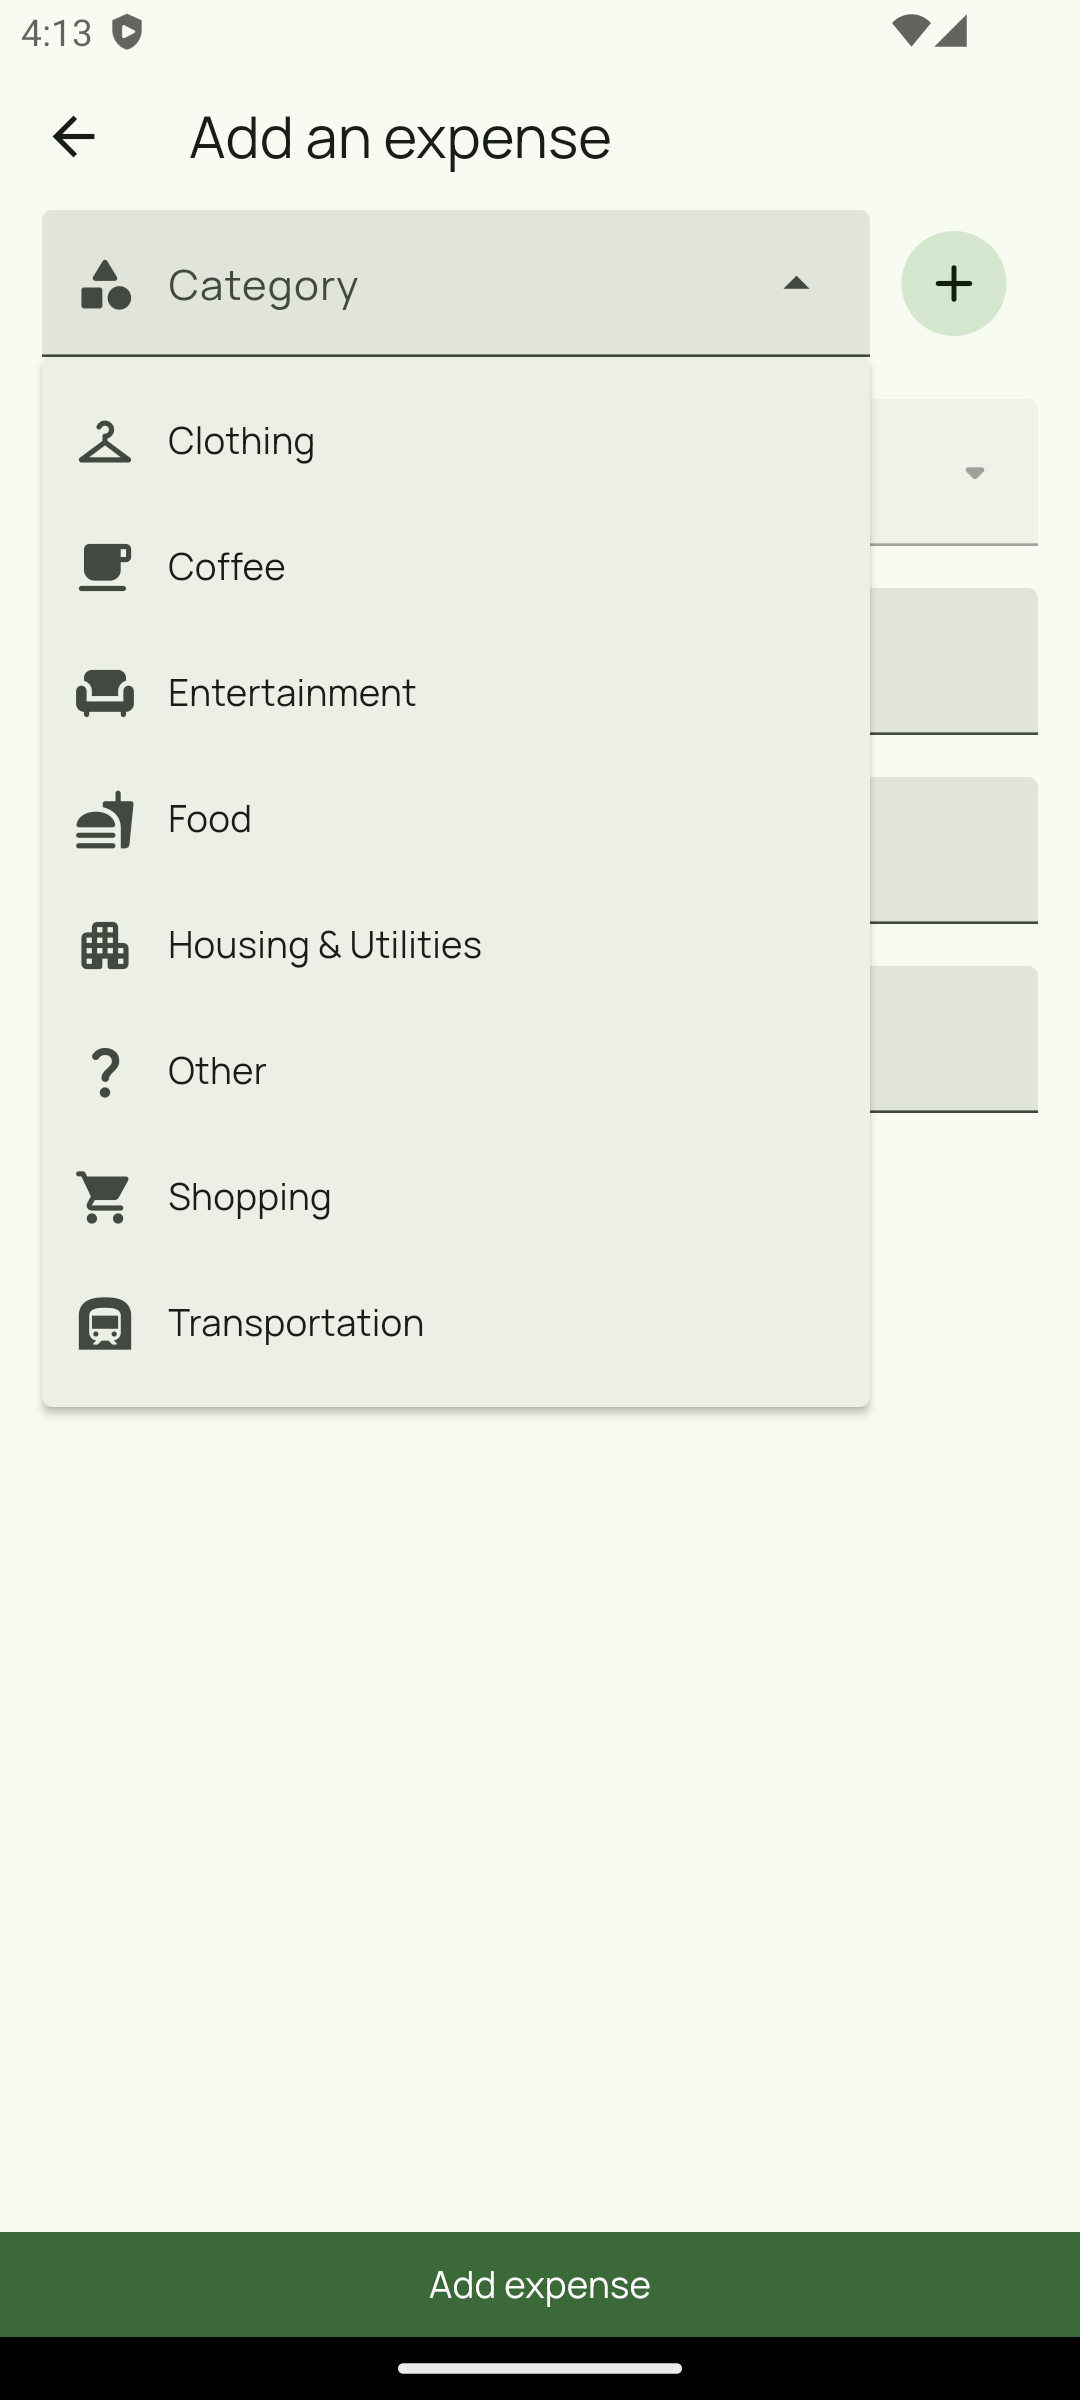 4:13
Add an expense
Category
Clothing
Coffee
Entertainment
Food
Housing & Utilities
Other
Shopping
Transportation
Add expense